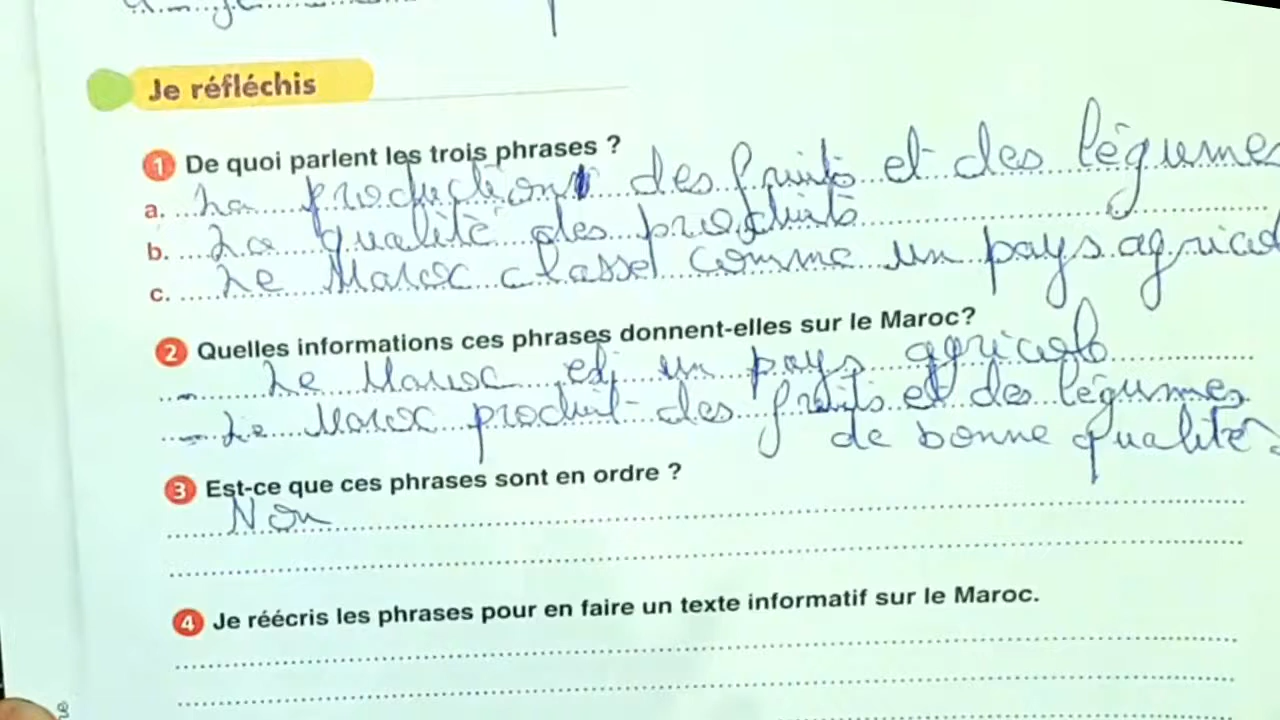 Je réfléchis
1 De quoi parlent les trois phrases ?
a. La production des fruits et des légumes
b. La qualité des produits
c. Le Maroc classel comme un pays agricol
2 Quelles informations ces phrases donnent-elles sur le Maroc?
- Le Maroc est un pays agricolo
- Le Maroc produit des fruits et des légumes
de bonne qualité
3 Est-ce que ces phrases sont en ordre ?
Non
4 Je réécris les phrases pour en faire un texte informatif sur le Maroc.